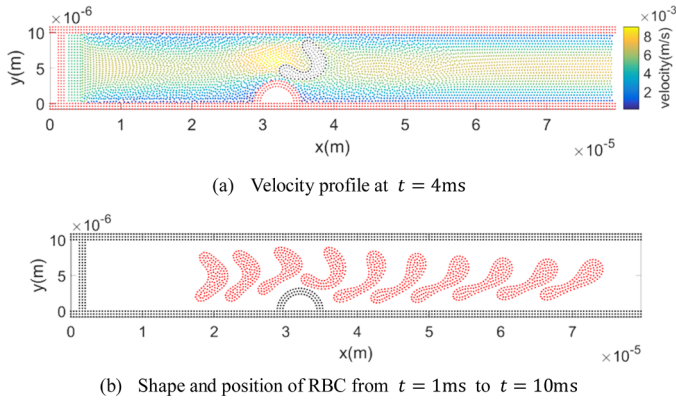 ×10⁻⁶
×10⁻³
10
5
0
y(m)
0 1 2 3 4 5 6 7
x(m)
×10⁻⁵
8
6
4
2
velocity(m/s)
(a) Velocity profile at t = 4ms
×10⁻⁶
10
5
0
y(m)
0 1 2 3 4 5 6 7
x(m)
×10⁻⁵
(b) Shape and position of RBC from t = 1ms to t = 10ms